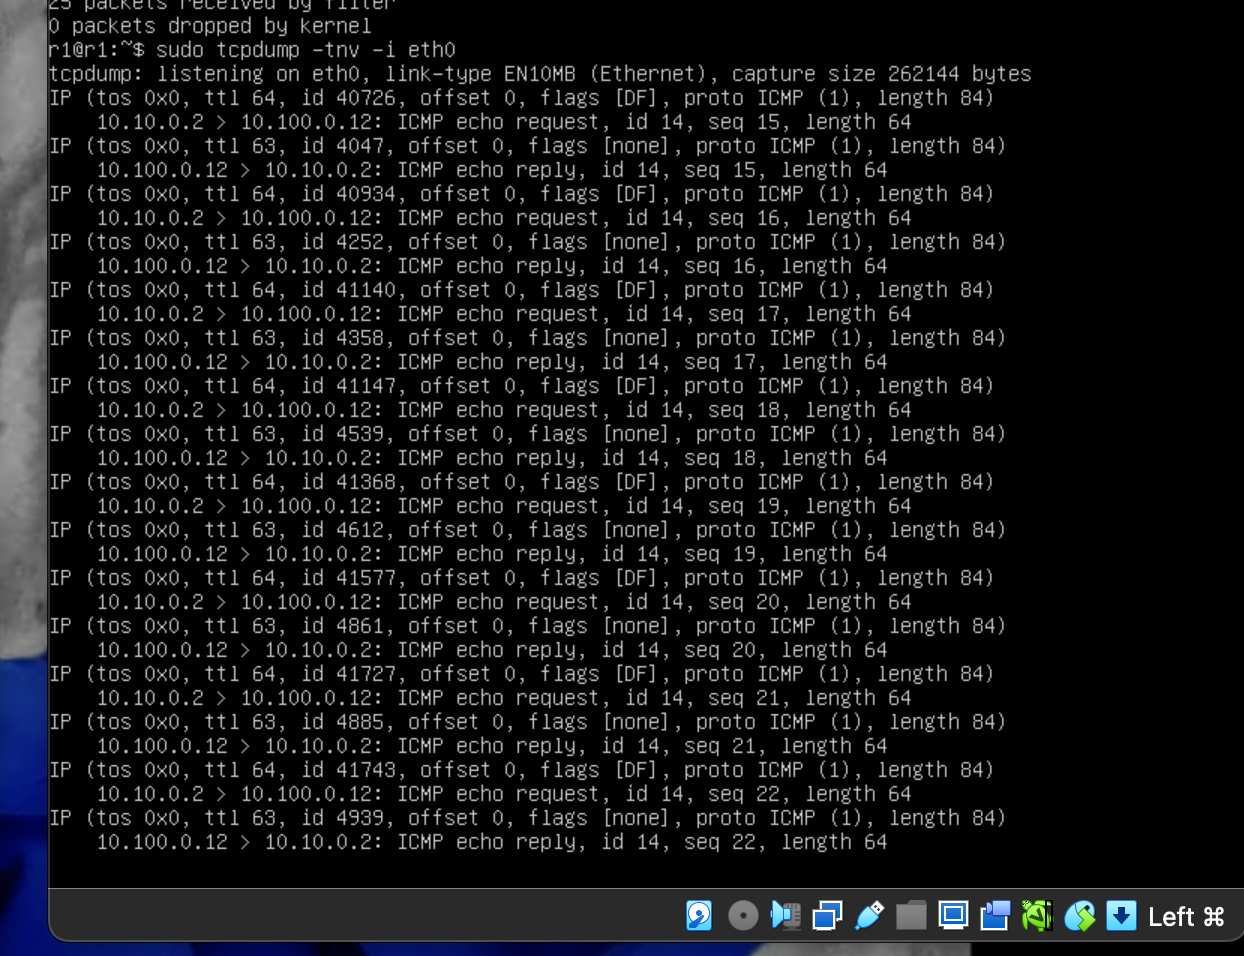 25 packets received by filter
0 packets dropped by kernel
r1@r1:~$ sudo tcpdump -tnv -i eth0
tcpdump: listening on eth0, link-type EN10MB (Ethernet), capture size 262144 bytes
IP (tos 0x0, ttl 64, id 40726, offset 0, flags [DF], proto ICMP (1), length 84)
    10.10.0.2 > 10.100.0.12: ICMP echo request, id 14, seq 15, length 64
IP (tos 0x0, ttl 63, id 4047, offset 0, flags [none], proto ICMP (1), length 84)
    10.100.0.12 > 10.10.0.2: ICMP echo reply, id 14, seq 15, length 64
IP (tos 0x0, ttl 64, id 40934, offset 0, flags [DF], proto ICMP (1), length 84)
    10.10.0.2 > 10.100.0.12: ICMP echo request, id 14, seq 16, length 64
IP (tos 0x0, ttl 63, id 4252, offset 0, flags [none], proto ICMP (1), length 84)
    10.100.0.12 > 10.10.0.2: ICMP echo reply, id 14, seq 16, length 64
IP (tos 0x0, ttl 64, id 41140, offset 0, flags [DF], proto ICMP (1), length 84)
    10.10.0.2 > 10.100.0.12: ICMP echo request, id 14, seq 17, length 64
IP (tos 0x0, ttl 63, id 4358, offset 0, flags [none], proto ICMP (1), length 84)
    10.100.0.12 > 10.10.0.2: ICMP echo reply, id 14, seq 17, length 64
IP (tos 0x0, ttl 64, id 41147, offset 0, flags [DF], proto ICMP (1), length 84)
    10.10.0.2 > 10.100.0.12: ICMP echo request, id 14, seq 18, length 64
IP (tos 0x0, ttl 63, id 4539, offset 0, flags [none], proto ICMP (1), length 84)
    10.100.0.12 > 10.10.0.2: ICMP echo reply, id 14, seq 18, length 64
IP (tos 0x0, ttl 64, id 41368, offset 0, flags [DF], proto ICMP (1), length 84)
    10.10.0.2 > 10.100.0.12: ICMP echo request, id 14, seq 19, length 64
IP (tos 0x0, ttl 63, id 4612, offset 0, flags [none], proto ICMP (1), length 84)
    10.100.0.12 > 10.10.0.2: ICMP echo reply, id 14, seq 19, length 64
IP (tos 0x0, ttl 64, id 41577, offset 0, flags [DF], proto ICMP (1), length 84)
    10.10.0.2 > 10.100.0.12: ICMP echo request, id 14, seq 20, length 64
IP (tos 0x0, ttl 63, id 4861, offset 0, flags [none], proto ICMP (1), length 84)
    10.100.0.12 > 10.10.0.2: ICMP echo reply, id 14, seq 20, length 64
IP (tos 0x0, ttl 64, id 41727, offset 0, flags [DF], proto ICMP (1), length 84)
    10.10.0.2 > 10.100.0.12: ICMP echo request, id 14, seq 21, length 64
IP (tos 0x0, ttl 63, id 4885, offset 0, flags [none], proto ICMP (1), length 84)
    10.100.0.12 > 10.10.0.2: ICMP echo reply, id 14, seq 21, length 64
IP (tos 0x0, ttl 64, id 41743, offset 0, flags [DF], proto ICMP (1), length 84)
    10.10.0.2 > 10.100.0.12: ICMP echo request, id 14, seq 22, length 64
IP (tos 0x0, ttl 63, id 4939, offset 0, flags [none], proto ICMP (1), length 84)
    10.100.0.12 > 10.10.0.2: ICMP echo reply, id 14, seq 22, length 64
Left ⌘